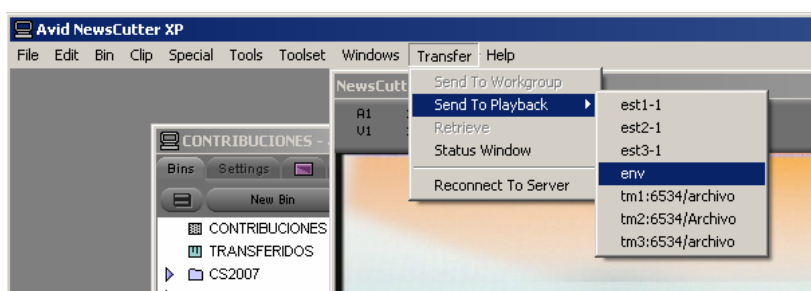 Avid NewsCutter XP
File Edit Bin Clip Special Tools Toolset Windows Transfer Help
NewsCutt
Send To Workgroup
Send To Playback
Retrieve
Status Window
Reconnect To Server
est1-1
est2-1
est3-1
env
tm1:6534/archivo
tm2:6534/Archivo
tm3:6534/archivo
A1
V1
CONTRIBUCIONES -
Bins Settings
New Bin
CONTRIBUCIONES
TRANSFERIDOS
CS2007